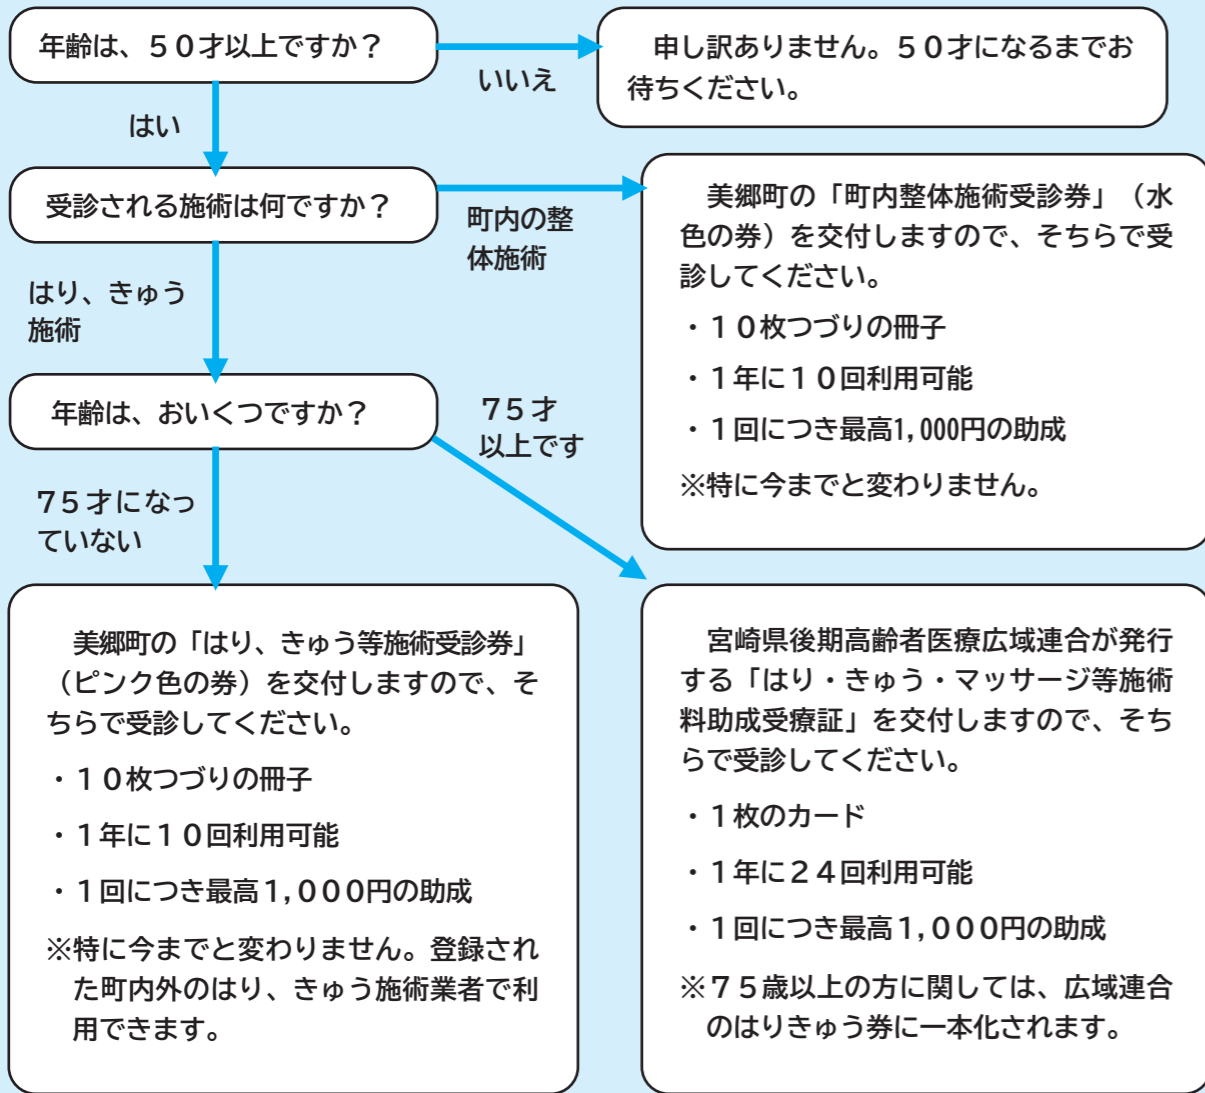 年齢は、５０才以上ですか？
いいえ
申し訳ありません。５０才になるまでお
待ちください。
はい
受診される施術は何ですか？
町内の整
体施術
美郷町の「町内整体施術受診券」（水
色の券）を交付しますので、そちらで受
診してください。
・１０枚つづりの冊子
・１年に１０回利用可能
・１回につき最高1,000円の助成
※特に今までと変わりません。
はり、きゅう
施術
年齢は、おいくつですか？
７５才
以上です
７５才になっ
ていない
美郷町の「はり、きゅう等施術受診券」
（ピンク色の券）を交付しますので、そ
ちらで受診してください。
・１０枚つづりの冊子
・１年に１０回利用可能
・１回につき最高１,０００円の助成
※特に今までと変わりません。登録され
た町内外のはり、きゅう施術業者で利
用できます。
宮崎県後期高齢者医療広域連合が発行
する「はり・きゅう・マッサージ等施術
料助成受療証」を交付しますので、そち
らで受診してください。
・１枚のカード
・１年に２４回利用可能
・１回につき最高１,０００円の助成
※７５歳以上の方に関しては、広域連合
のはりきゅう券に一本化されます。